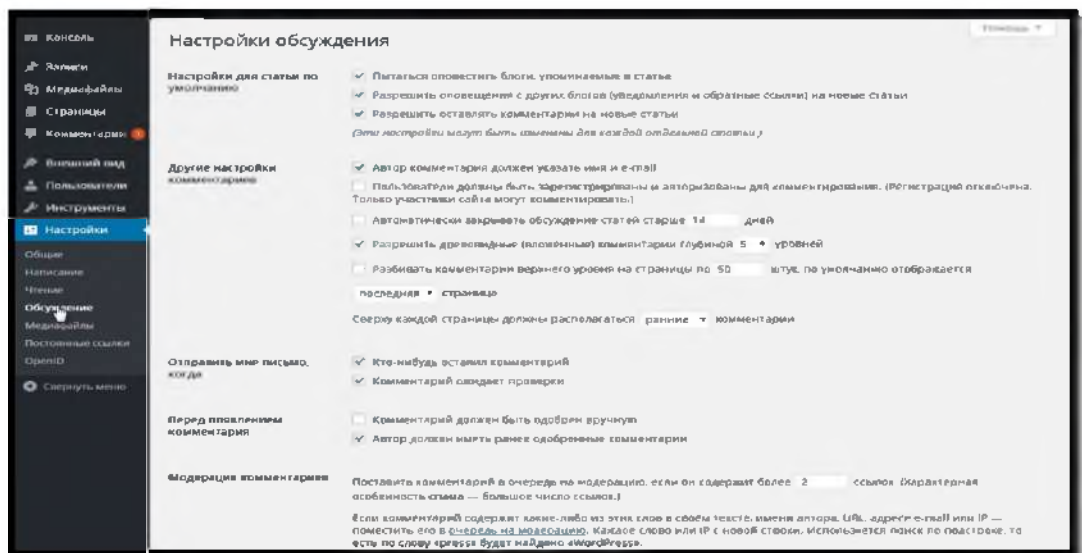 Помощь
Консоль
Записи
Медиафайлы
Страницы
Комментарии
Внешний вид
Пользователи
Инструменты
Настройки
Общие
Написание
Чтение
Обсуждение
Медиафайлы
Постоянные ссылки
OpenID
Свернуть меню
Настройки обсуждения
Настройки для статьи по умолчанию
Пытаться оповестить блоги, упоминаемые в статье
Разрешить оповещения с других блогов (уведомления и обратные ссылки) на новые статьи
Разрешить оставлять комментарии на новые статьи
(Эти настройки могут быть изменены для каждой отдельной статьи.)
Другие настройки комментариев
Автор комментария должен указать имя и e-mail
Пользователи должны быть зарегистрированы и авторизованы для комментирования. (Регистрация отключена.
Только участники сайта могут комментировать.)
Автоматически закрывать обсуждение статей старше 14 дней
Разрешить древовидные (вложенные) комментарии глубиной 5 уровней
Разбивать комментарии верхнего уровня на страницы по 50 штук, по умолчанию отображается
последняя страница
Сверху каждой страницы должны располагаться ранние комментарии
Отправить мне письмо, когда
Кто-нибудь оставил комментарий
Комментарий ожидает проверки
Перед появлением комментария
Комментарий должен быть одобрен вручную
Автор должен иметь ранее одобренные комментарии
Модерация комментариев
Поставить комментарий в очередь на модерацию, если он содержит более 2 ссылок. (Характерная
особенность спама — большое число ссылок.)
Если комментарий содержит какие-либо из этих слов в своём тексте, имени автора, URL, адресе e-mail или IP —
поместить его в очередь на модерацию. Каждое слово или IP с новой строки. Используется поиск по подстроке, то
есть по слову «press» будет найдено «WordPress».